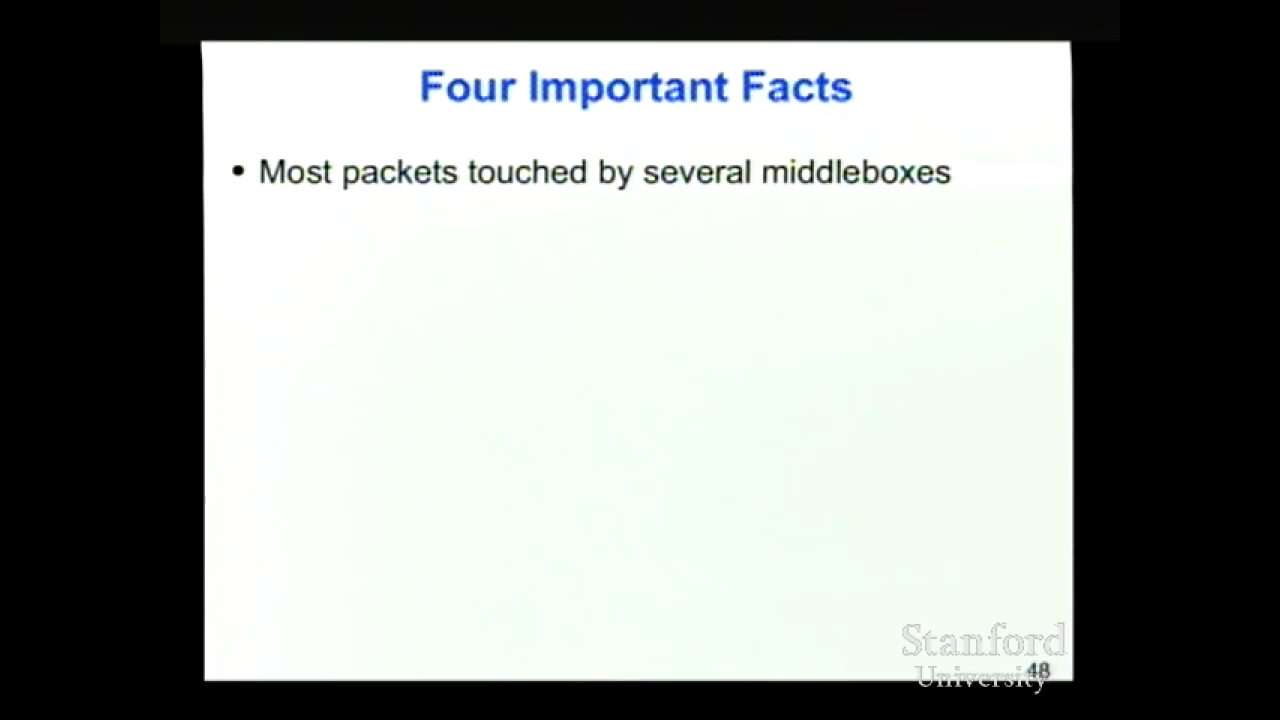 Four Important Facts
• Most packets touched by several middleboxes
Stanford
University
48